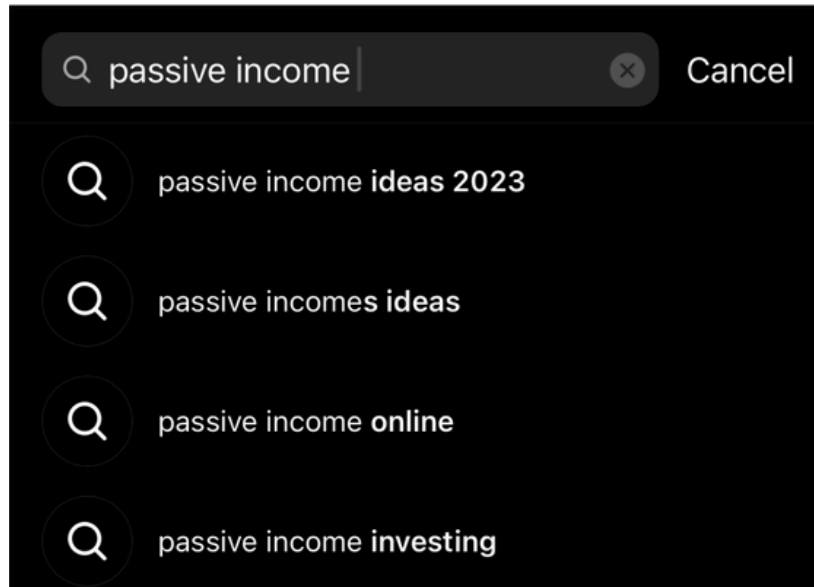 passive income
Cancel
passive income ideas 2023
passive incomes ideas
passive income online
passive income investing